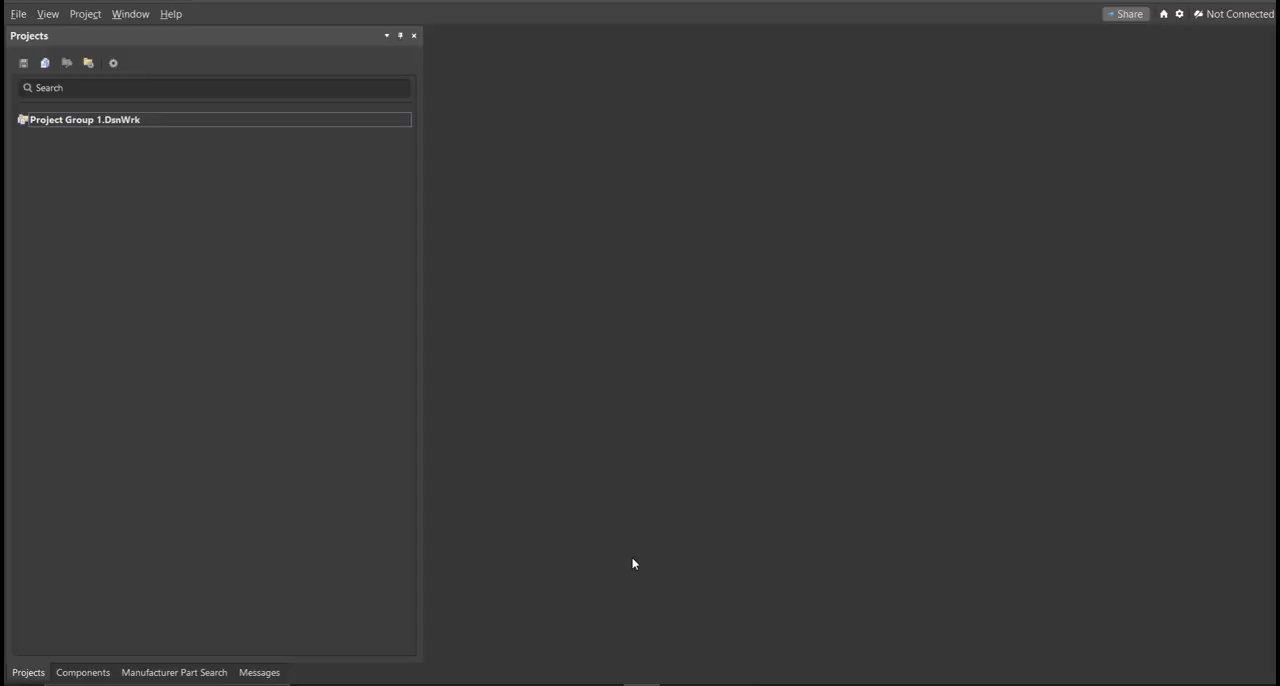 File View Project Window Help
Share Not Connected
Projects
Search
Project Group 1.DsnWrk
Projects Components Manufacturer Part Search Messages